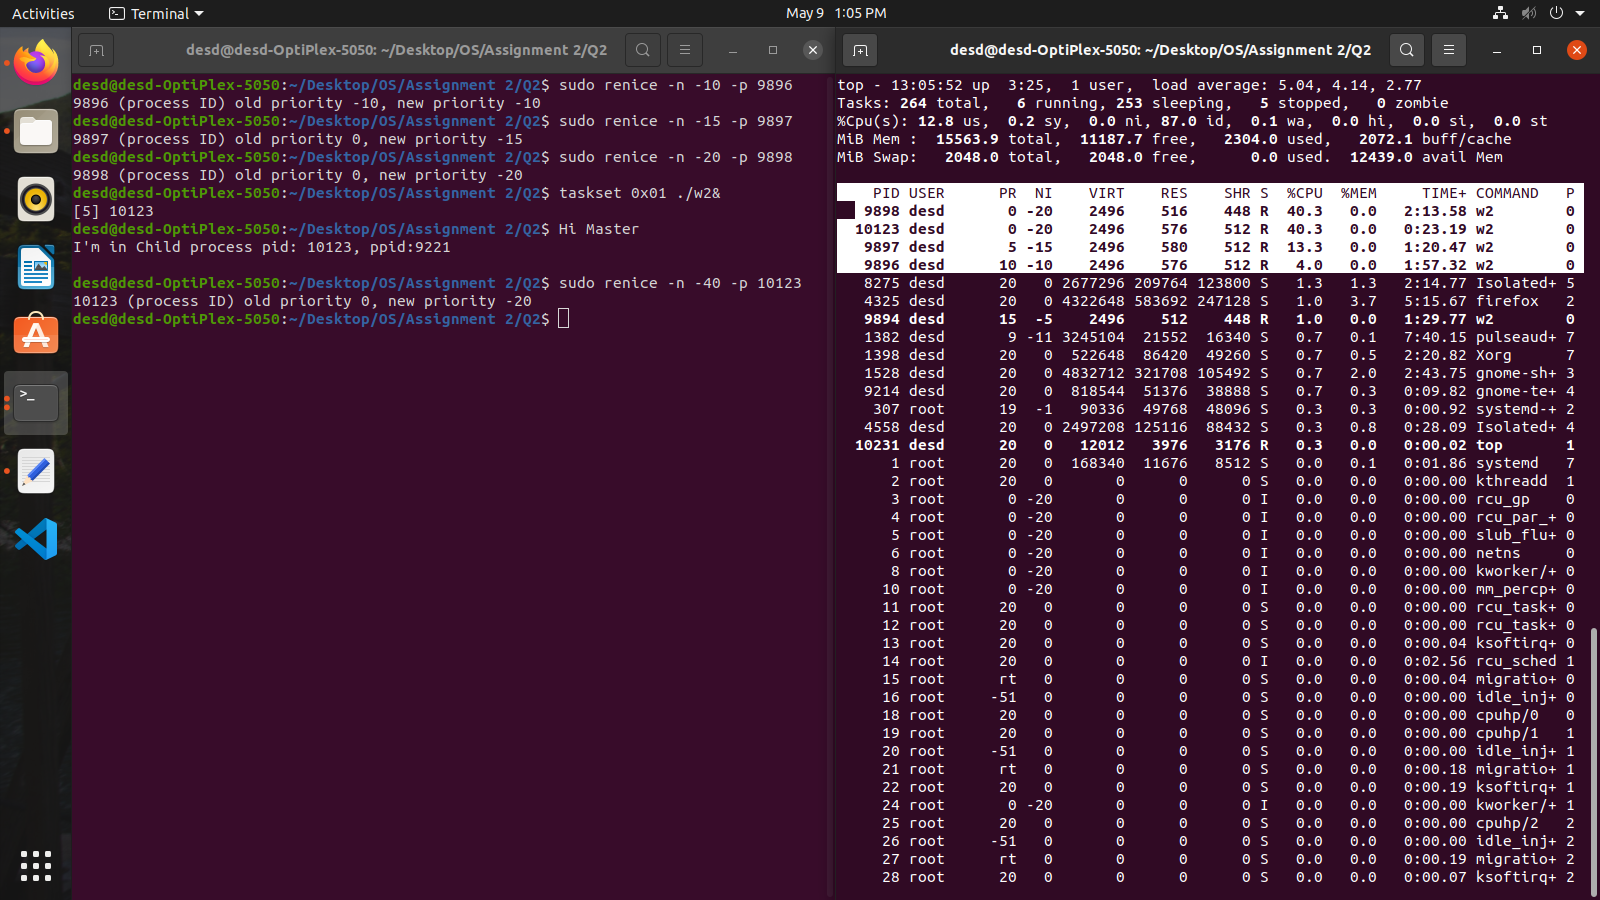 Activities
Terminal
May 9 1:05 PM
desd@desd-OptiPlex-5050: ~/Desktop/OS/Assignment 2/Q2
desd@desd-OptiPlex-5050:~/Desktop/OS/Assignment 2/Q2$ sudo renice -n -10 -p 9896
9896 (process ID) old priority -10, new priority -10
desd@desd-OptiPlex-5050:~/Desktop/OS/Assignment 2/Q2$ sudo renice -n -15 -p 9897
9897 (process ID) old priority 0, new priority -15
desd@desd-OptiPlex-5050:~/Desktop/OS/Assignment 2/Q2$ sudo renice -n -20 -p 9898
9898 (process ID) old priority 0, new priority -20
desd@desd-OptiPlex-5050:~/Desktop/OS/Assignment 2/Q2$ taskset 0x01 ./w2&
[5] 10123
desd@desd-OptiPlex-5050:~/Desktop/OS/Assignment 2/Q2$ Hi Master
I'm in Child process pid: 10123, ppid:9221
desd@desd-OptiPlex-5050:~/Desktop/OS/Assignment 2/Q2$ sudo renice -n -40 -p 10123
10123 (process ID) old priority 0, new priority -20
desd@desd-OptiPlex-5050:~/Desktop/OS/Assignment 2/Q2$
desd@desd-OptiPlex-5050: ~/Desktop/OS/Assignment 2/Q2
top - 13:05:52 up 3:25, 1 user, load average: 5.04, 4.14, 2.77
Tasks: 264 total, 6 running, 253 sleeping, 5 stopped, 0 zombie
%Cpu(s): 12.8 us, 0.2 sy, 0.0 ni, 87.0 id, 0.1 wa, 0.0 hi, 0.0 si, 0.0 st
MiB Mem : 15563.9 total, 11187.7 free, 2304.0 used, 2072.1 buff/cache
MiB Swap: 2048.0 total, 2048.0 free, 0.0 used. 12439.0 avail Mem
PID USER PR NI VIRT RES SHR S %CPU %MEM TIME+ COMMAND P
9898 desd 0 -20 2496 516 448 R 40.3 0.0 2:13.58 w2 0
10123 desd 0 -20 2496 576 512 R 40.3 0.0 0:23.19 w2 0
9897 desd 5 -15 2496 580 512 R 13.3 0.0 1:20.47 w2 0
9896 desd 10 -10 2496 576 512 R 4.0 0.0 1:57.32 w2 0
8275 desd 20 0 2677296 209764 123800 S 1.3 1.3 2:14.77 Isolated+ 5
4325 desd 20 0 4322648 583692 247128 S 1.0 3.7 5:15.67 firefox 2
9894 desd 15 -5 2496 512 448 R 1.0 0.0 1:29.77 w2 0
1382 desd 9 -11 3245104 21552 16340 S 0.7 0.1 7:40.15 pulseaud+ 7
1398 desd 20 0 522648 86420 49260 S 0.7 0.5 2:20.82 Xorg 7
1528 desd 20 0 4832712 321708 105492 S 0.7 2.0 2:43.75 gnome-sh+ 3
9214 desd 20 0 818544 51376 38888 S 0.7 0.3 0:09.82 gnome-te+ 4
307 root 19 -1 90336 49768 48096 S 0.3 0.3 0:00.92 systemd-+ 2
4558 desd 20 0 2497208 125116 88432 S 0.3 0.8 0:28.09 Isolated+ 4
10231 desd 20 0 12012 3976 3176 R 0.3 0.0 0:00.02 top 1
1 root 20 0 168340 11676 8512 S 0.0 0.1 0:01.86 systemd 7
2 root 20 0 0 0 0 S 0.0 0.0 0:00.00 kthreadd 1
3 root 0 -20 0 0 0 I 0.0 0.0 0:00.00 rcu_gp 0
4 root 0 -20 0 0 0 I 0.0 0.0 0:00.00 rcu_par_+ 0
5 root 0 -20 0 0 0 I 0.0 0.0 0:00.00 slub_flu+ 0
6 root 0 -20 0 0 0 I 0.0 0.0 0:00.00 netns 0
8 root 0 -20 0 0 0 I 0.0 0.0 0:00.00 kworker/+ 0
10 root 0 -20 0 0 0 I 0.0 0.0 0:00.00 mm_percp+ 0
11 root 20 0 0 0 0 S 0.0 0.0 0:00.00 rcu_task+ 0
12 root 20 0 0 0 0 S 0.0 0.0 0:00.00 rcu_task+ 0
13 root 20 0 0 0 0 S 0.0 0.0 0:00.04 ksoftirq+ 0
14 root 20 0 0 0 0 I 0.0 0.0 0:02.56 rcu_sched 1
15 root rt 0 0 0 0 S 0.0 0.0 0:00.04 migratio+ 0
16 root -51 0 0 0 0 S 0.0 0.0 0:00.00 idle_inj+ 0
18 root 20 0 0 0 0 S 0.0 0.0 0:00.00 cpuhp/0 0
19 root 20 0 0 0 0 S 0.0 0.0 0:00.00 cpuhp/1 1
20 root -51 0 0 0 0 S 0.0 0.0 0:00.00 idle_inj+ 1
21 root rt 0 0 0 0 S 0.0 0.0 0:00.18 migratio+ 1
22 root 20 0 0 0 0 S 0.0 0.0 0:00.19 ksoftirq+ 1
24 root 0 -20 0 0 0 I 0.0 0.0 0:00.00 kworker/+ 1
25 root 20 0 0 0 0 S 0.0 0.0 0:00.00 cpuhp/2 2
26 root -51 0 0 0 0 S 0.0 0.0 0:00.00 idle_inj+ 2
27 root rt 0 0 0 0 S 0.0 0.0 0:00.19 migratio+ 2
28 root 20 0 0 0 0 S 0.0 0.0 0:00.07 ksoftirq+ 2